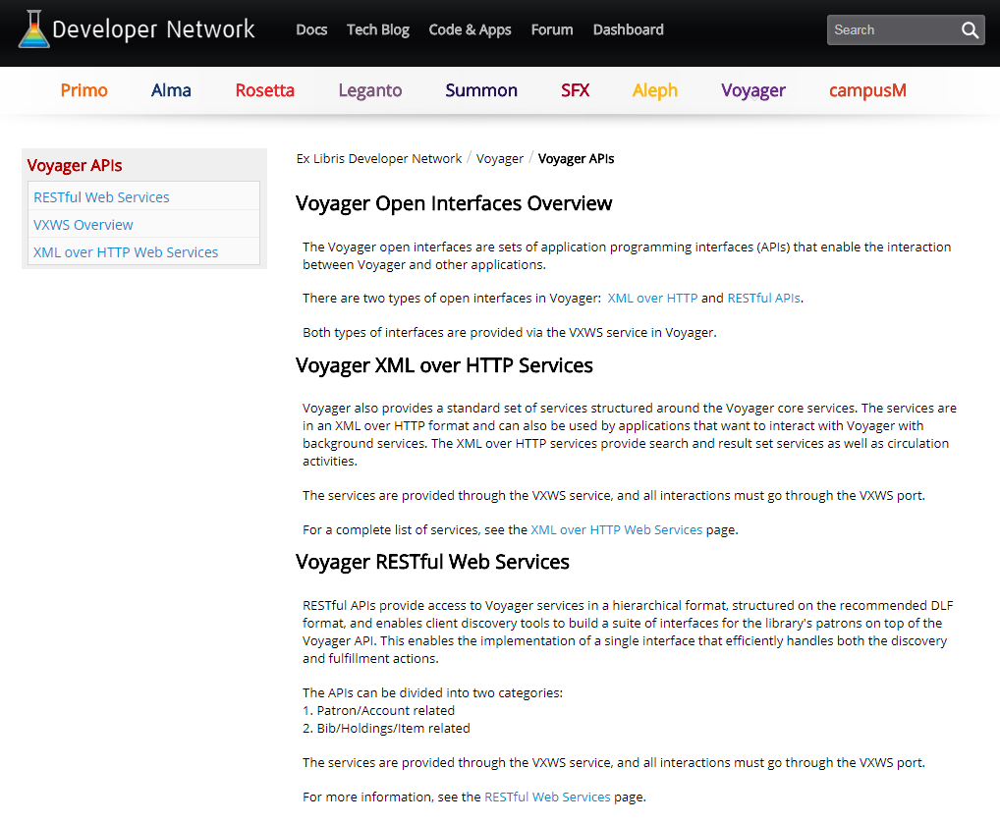 Developer Network
Docs Tech Blog Code & Apps Forum Dashboard
Search
Primo Alma Rosetta Leganto Summon SFX Aleph Voyager campusM
Voyager APIs
RESTful Web Services
VXWS Overview
XML over HTTP Web Services
Ex Libris Developer Network / Voyager / Voyager APIs
Voyager Open Interfaces Overview
The Voyager open interfaces are sets of application programming interfaces (APIs) that enable the interaction
between Voyager and other applications.
There are two types of open interfaces in Voyager: XML over HTTP and RESTful APIs.
Both types of interfaces are provided via the VXWS service in Voyager.
Voyager XML over HTTP Services
Voyager also provides a standard set of services structured around the Voyager core services. The services are
in an XML over HTTP format and can also be used by applications that want to interact with Voyager with
background services. The XML over HTTP services provide search and result set services as well as circulation
activities.
The services are provided through the VXWS service, and all interactions must go through the VXWS port.
For a complete list of services, see the XML over HTTP Web Services page.
Voyager RESTful Web Services
RESTful APIs provide access to Voyager services in a hierarchical format, structured on the recommended DLF
format, and enables client discovery tools to build a suite of interfaces for the library's patrons on top of the
Voyager API. This enables the implementation of a single interface that efficiently handles both the discovery
and fulfillment actions.
The APIs can be divided into two categories:
1. Patron/Account related
2. Bib/Holdings/Item related
The services are provided through the VXWS service, and all interactions must go through the VXWS port.
For more information, see the RESTful Web Services page.